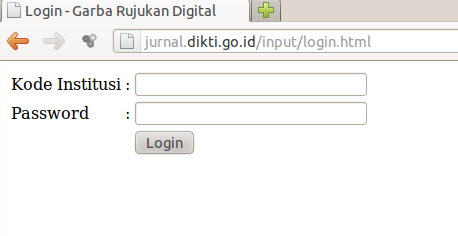 Login - Garba Rujukan Digital
jurnal.dikti.go.id/input/login.html
Kode Institusi :
Password :
Login